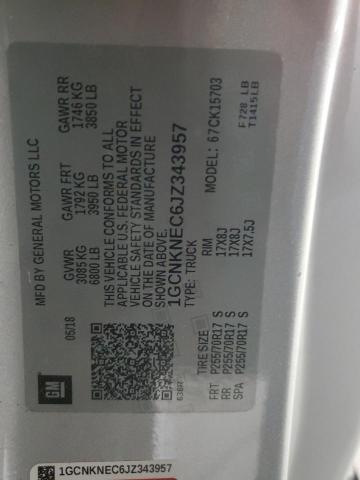 MFD BY GENERAL MOTORS LLC
05/18
GVWR GAWR FRT GAWR RR
3085 KG 1792 KG 1746 KG
6800 LB 3950 LB 3850 LB
THIS VEHICLE CONFORMS TO ALL
APPLICABLE U.S. FEDERAL MOTOR
VEHICLE SAFETY STANDARDS IN EFFECT
ON THE DATE OF MANUFACTURE
SHOWN ABOVE.
1GCNKNEC6JZ343957
TYPE: TRUCK
MODEL: 67CK15703
TIRE SIZE RIM
FRT P255/70R17 S 17X8J
RR P255/70R17 S 17X8J
SPA P255/70R17 S 17X7.5J
F728 LB
T1415LB
GM
1GCNKNEC6JZ343957